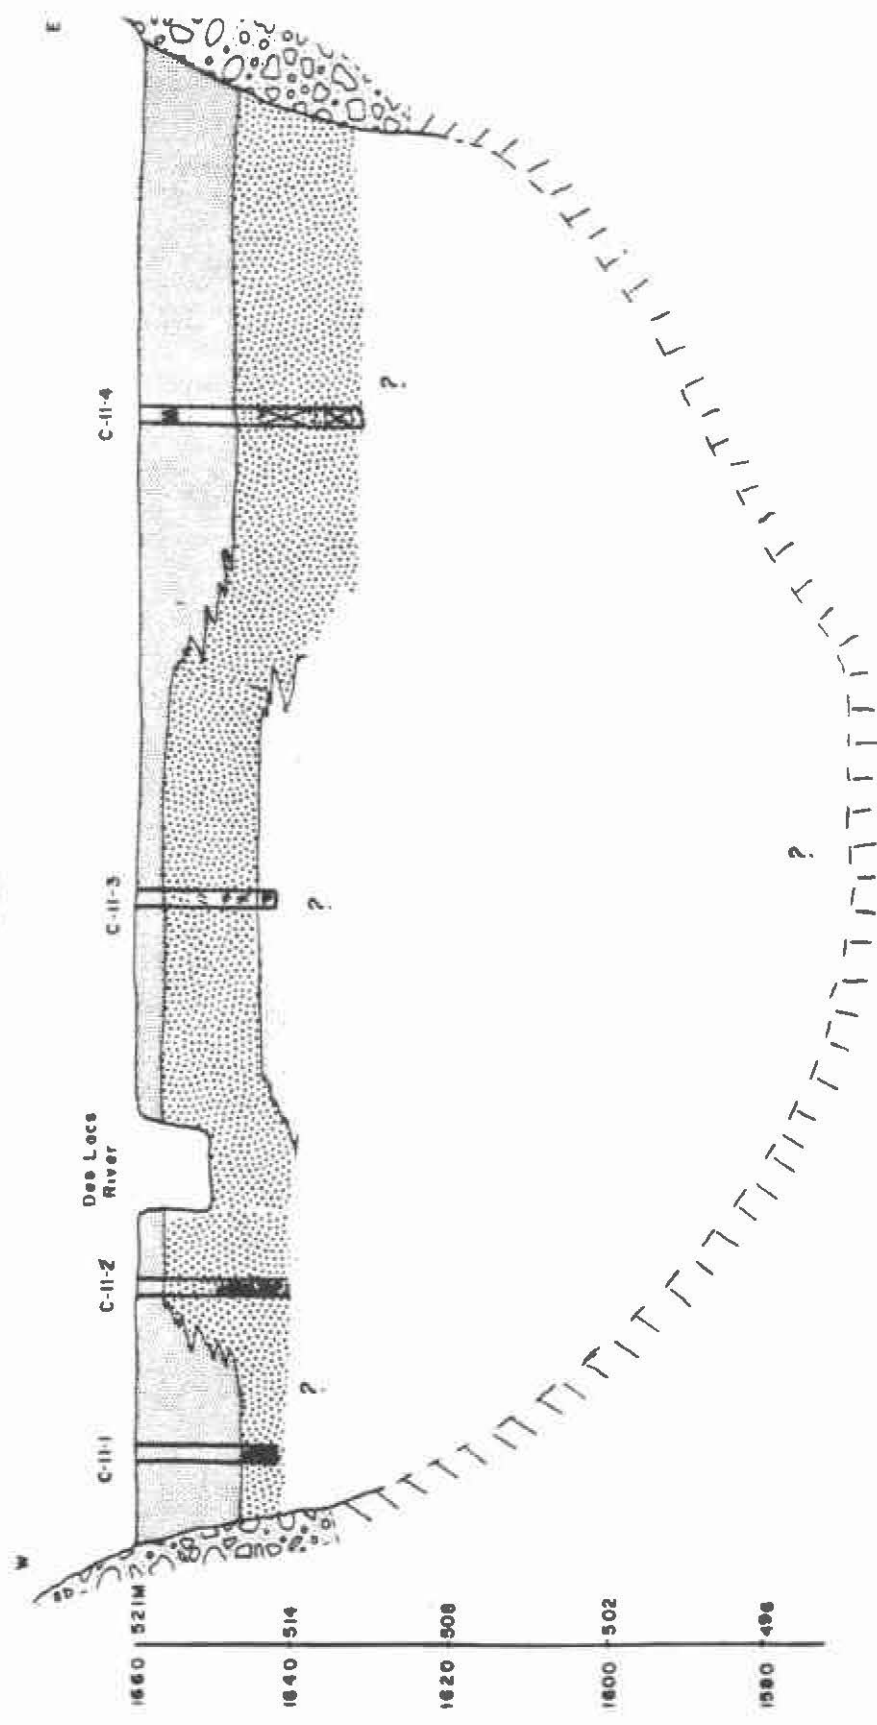 W
E
C-11-1
C-11-2
Des Lacs
River
C-11-3
C-11-4
?
?
?
?
1660 521M
1640 514
1620 508
1600 502
1580 496